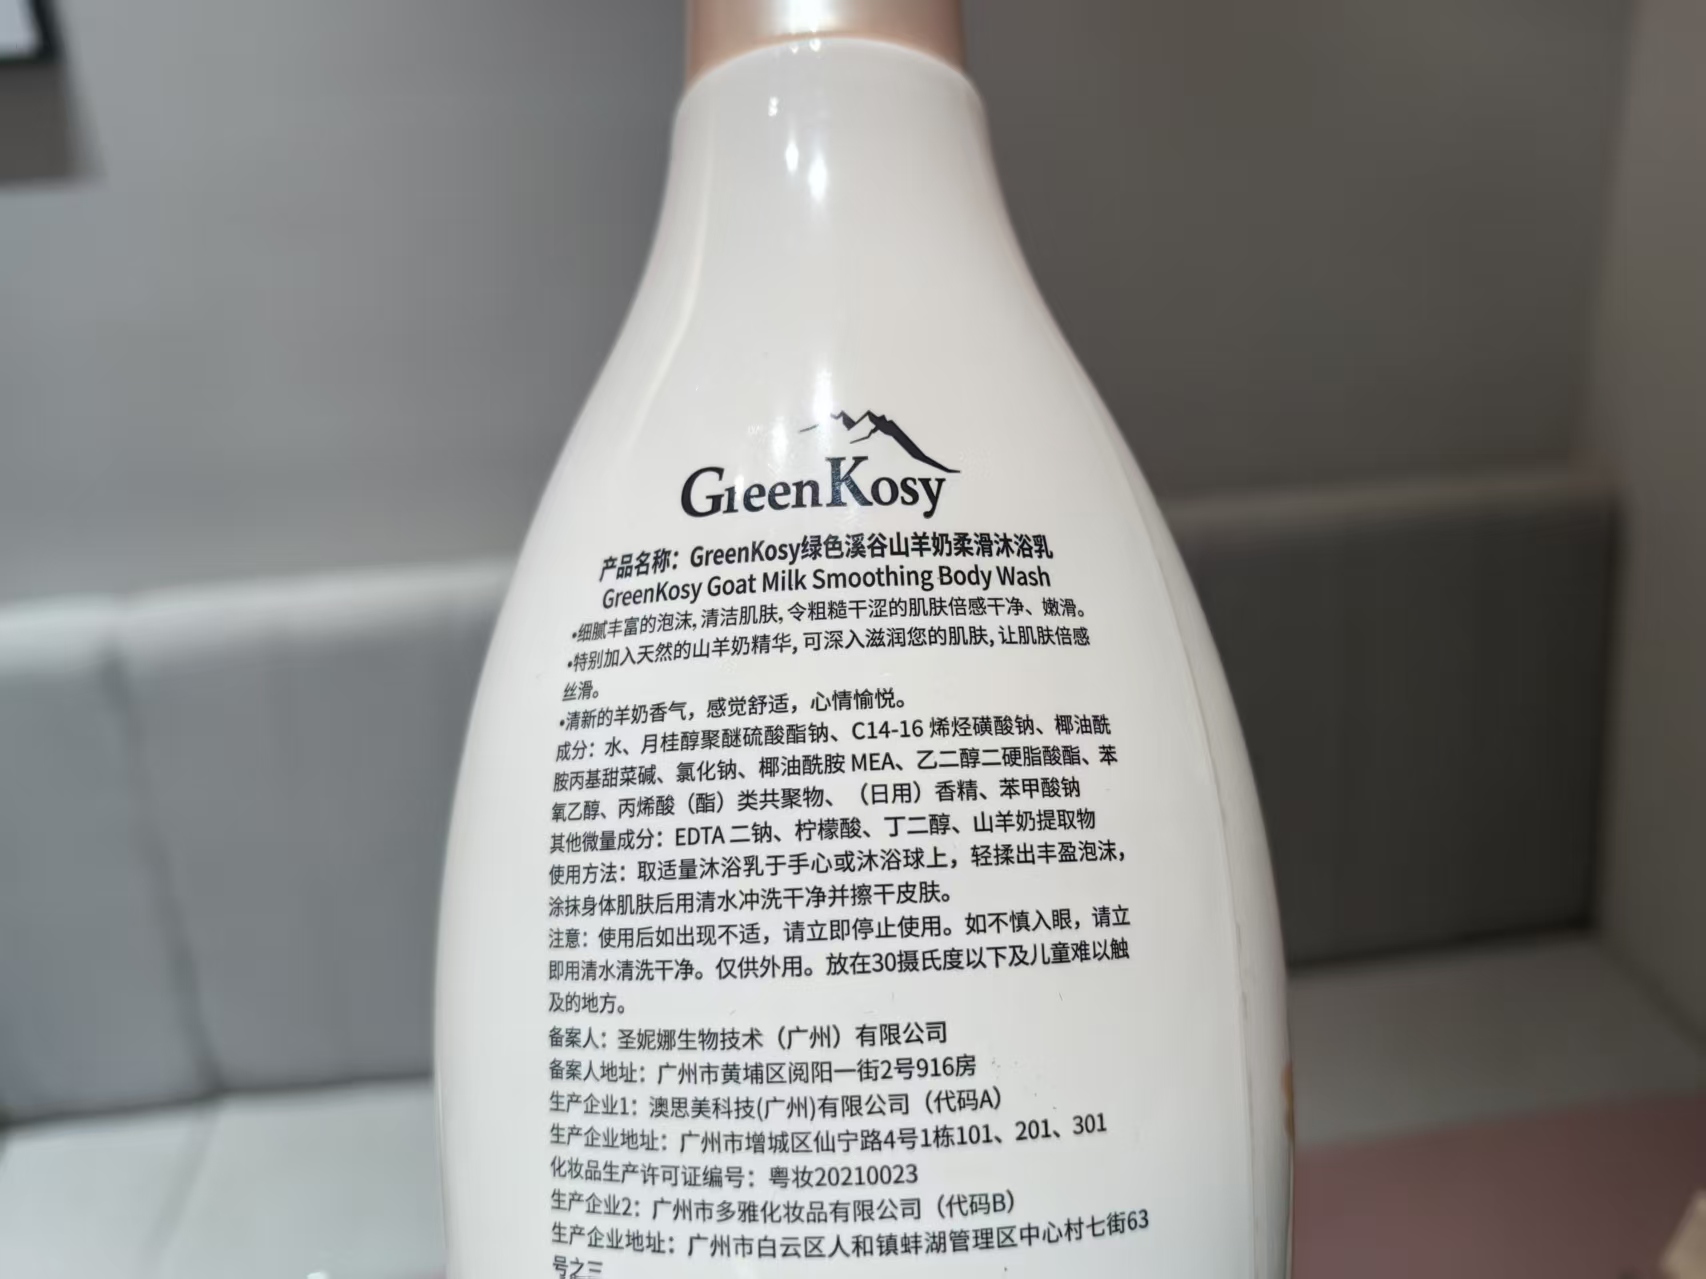 GreenKosy
产品名称：GreenKosy绿色溪谷山羊奶柔滑沐浴乳
GreenKosy Goat Milk Smoothing Body Wash
•细腻丰富的泡沫,清洁肌肤,令粗糙干涩的肌肤倍感干净、嫩滑。
•特别加入天然的山羊奶精华,可深入滋润您的肌肤,让肌肤倍感
丝滑。
•清新的羊奶香气，感觉舒适，心情愉悦。
成分：水、月桂醇聚醚硫酸酯钠、C14-16 烯烃磺酸钠、椰油酰
胺丙基甜菜碱、氯化钠、椰油酰胺 MEA、乙二醇二硬脂酸酯、苯
氧乙醇、丙烯酸（酯）类共聚物、（日用）香精、苯甲酸钠
其他微量成分：EDTA 二钠、柠檬酸、丁二醇、山羊奶提取物
使用方法：取适量沐浴乳于手心或沐浴球上，轻揉出丰盈泡沫，
涂抹身体肌肤后用清水冲洗干净并擦干皮肤。
注意：使用后如出现不适，请立即停止使用。如不慎入眼，请立
即用清水清洗干净。仅供外用。放在30摄氏度以下及儿童难以触
及的地方。
备案人：圣妮娜生物技术（广州）有限公司
备案人地址：广州市黄埔区阅阳一街2号916房
生产企业1：澳思美科技(广州)有限公司（代码A）
生产企业地址：广州市增城区仙宁路4号1栋101、201、301
化妆品生产许可证编号：粤妆20210023
生产企业2：广州市多雅化妆品有限公司（代码B）
生产企业地址：广州市白云区人和镇蚌湖管理区中心村七街63
号之三